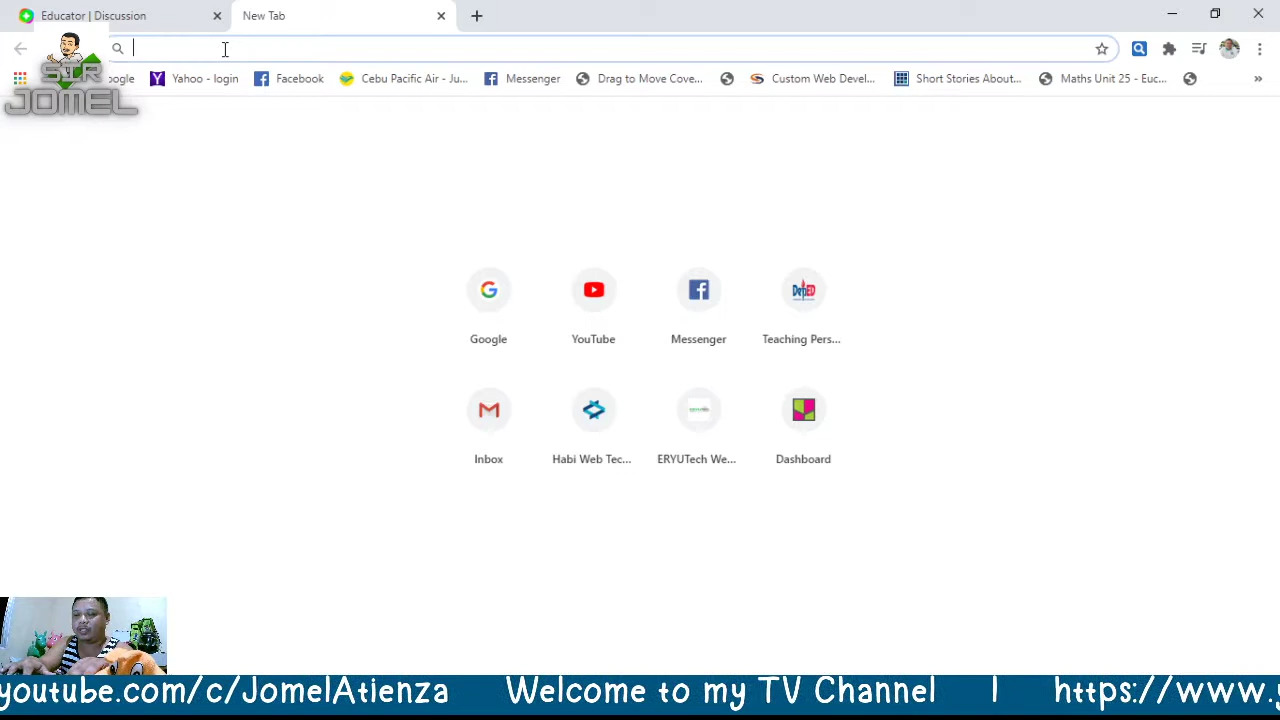 Educator | Discussion
New Tab
oogle
Yahoo - login
Facebook
Cebu Pacific Air - Ju...
Messenger
Drag to Move Cove...
Custom Web Devel...
Short Stories About...
Maths Unit 25 - Euc...
»
SIR
JOMEL
Google
YouTube
Messenger
Teaching Pers...
Inbox
Habi Web Tec...
ERYUTech We...
Dashboard
youtube.com/c/JomelAtienza Welcome to my TV Channel | https://www.y